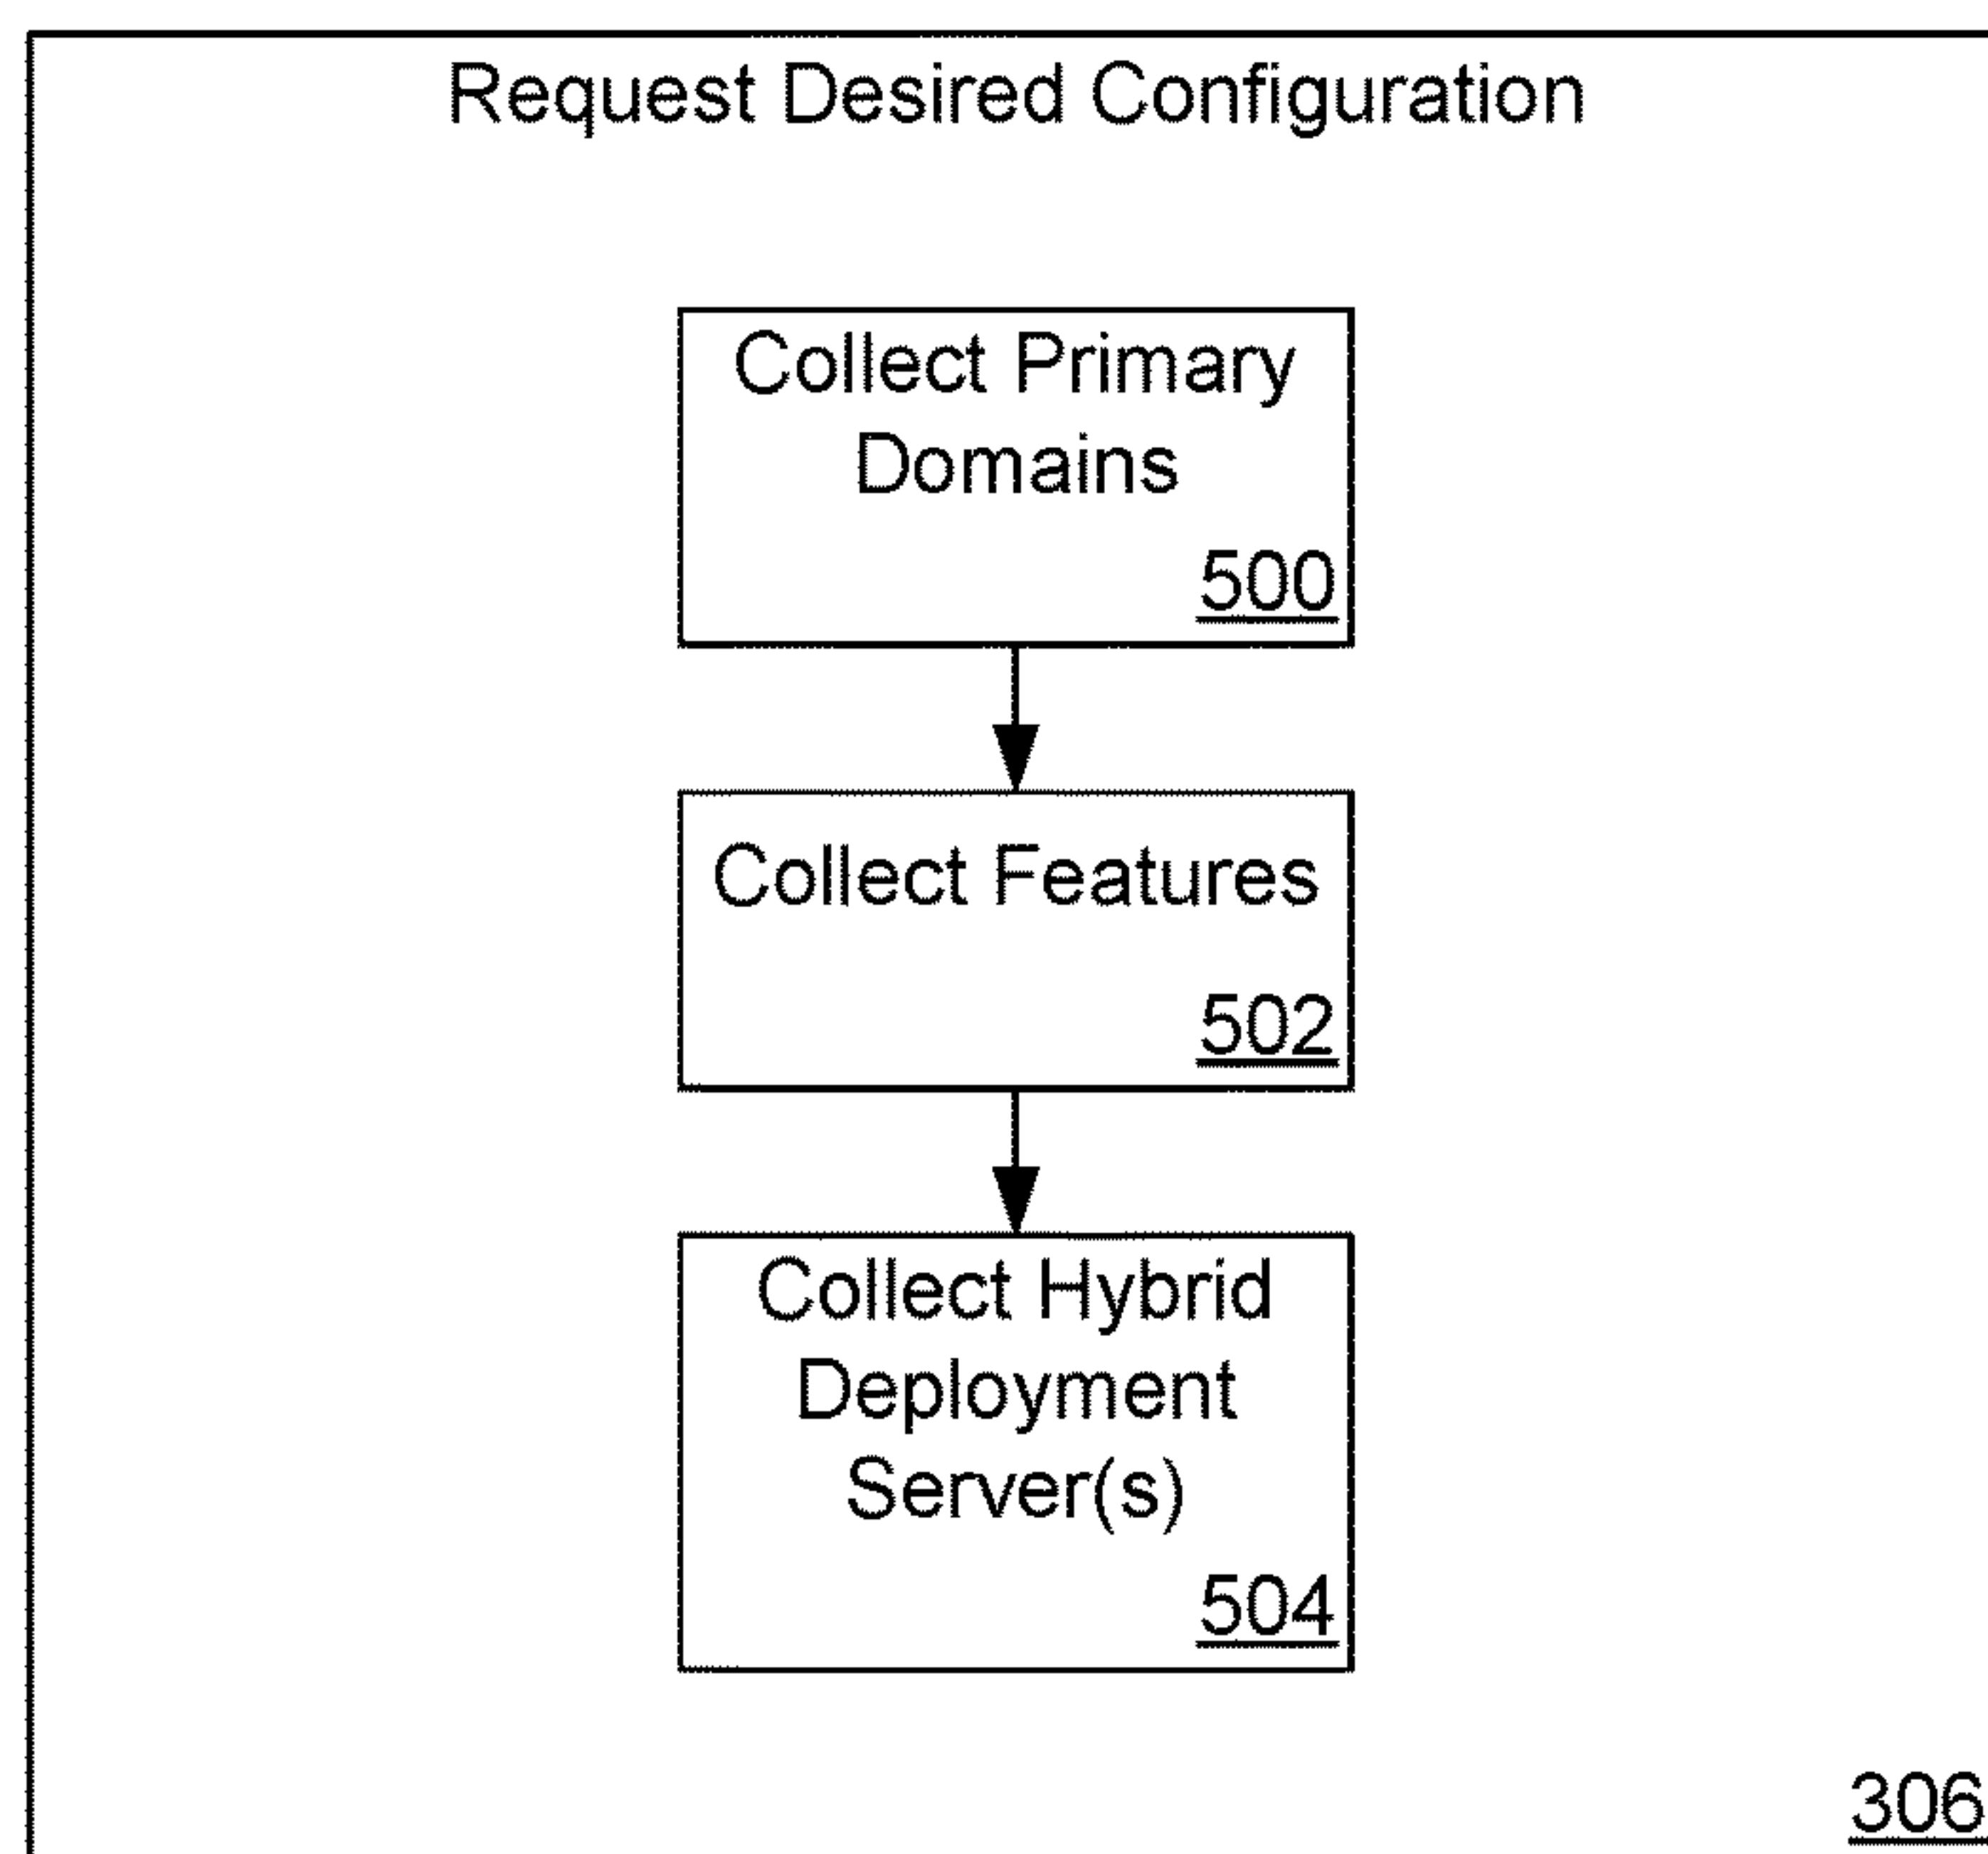 Request Desired Configuration
Collect Primary
Domains
500
Collect Features
502
Collect Hybrid
Deployment
Server(s)
504
306